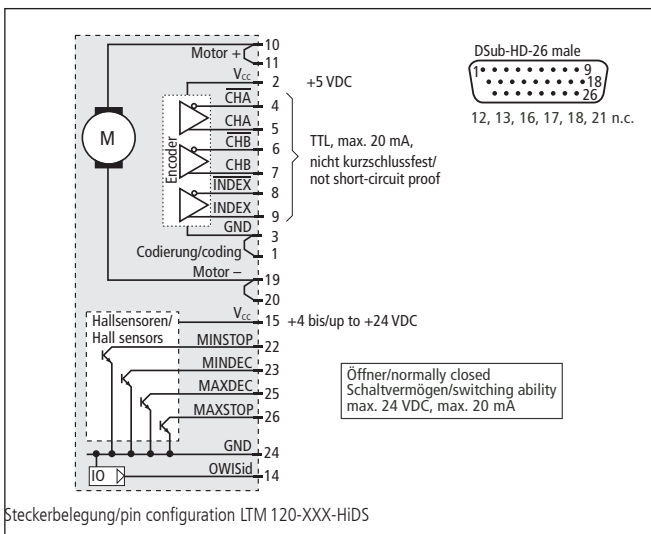 10
Motor +
11
VCC 2 +5 VDC
CHA 4
CHA 5
CHB 6
CHB 7
INDEX 8
INDEX 9
GND
3
Codierung/coding 1
Motor – 19
20
M
Encoder
TTL, max. 20 mA,
nicht kurzschlussfest/
not short-circuit proof
DSub-HD-26 male
1 9
18
26
12, 13, 16, 17, 18, 21 n.c.
VCC 15 +4 bis/up to +24 VDC
Hallsensoren/
Hall sensors
MINSTOP 22
MINDEC 23
MAXDEC 25
MAXSTOP 26
GND 24
OWISid 14
IO
Öffner/normally closed
Schaltvermögen/switching ability
max. 24 VDC, max. 20 mA
Steckerbelegung/pin configuration LTM 120-XXX-HiDS